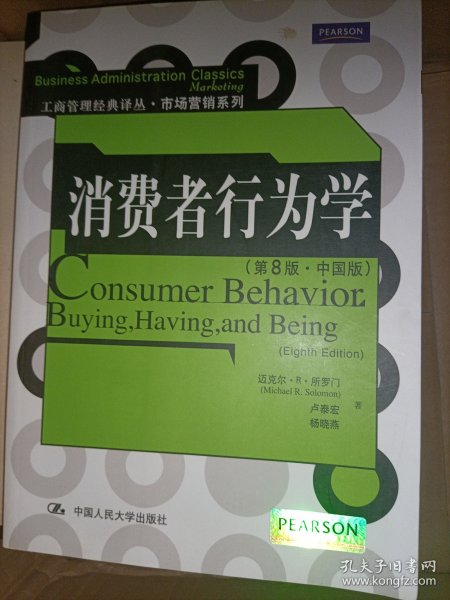 PEARSON
Business Administration Classics
Marketing
工商管理经典译丛·市场营销系列
消费者行为学
(第8版·中国版)
Consumer Behavior
Buying, Having, and Being
(Eighth Edition)
迈克尔·R·所罗门
(Michael R. Solomon)
卢泰宏 著
杨晓燕
中国人民大学出版社
PEARSON
孔夫子旧书网
www.kongfz.com